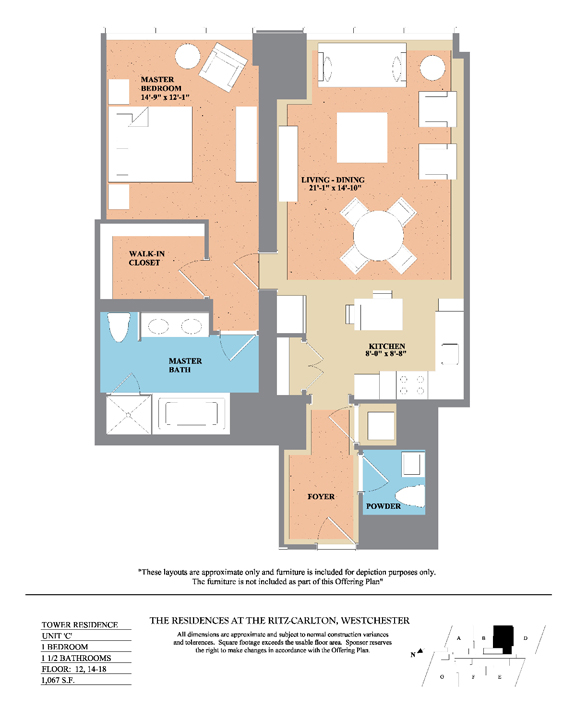 MASTER
BEDROOM
14'-9" x 12'-1"
LIVING - DINING
21'-1" x 14'-10"
WALK-IN
CLOSET
KITCHEN
8'-0" x 8'-8"
MASTER
BATH
FOYER
POWDER
"These layouts are approximate only and furniture is included for depiction purposes only.
The furniture is not included as part of this Offering Plan"
THE RESIDENCES AT THE RITZ-CARLTON, WESTCHESTER
All dimensions are approximate and subject to normal construction variances
and tolerances. Square footage exceeds the usable floor area. Sponser reserves
the right to make changes in accordance with the Offering Plan.
TOWER RESIDENCE
UNIT 'C'
1 BEDROOM
1 1/2 BATHROOMS
FLOOR: 12, 14-18
1,067 S.F.
A B D
N
F E